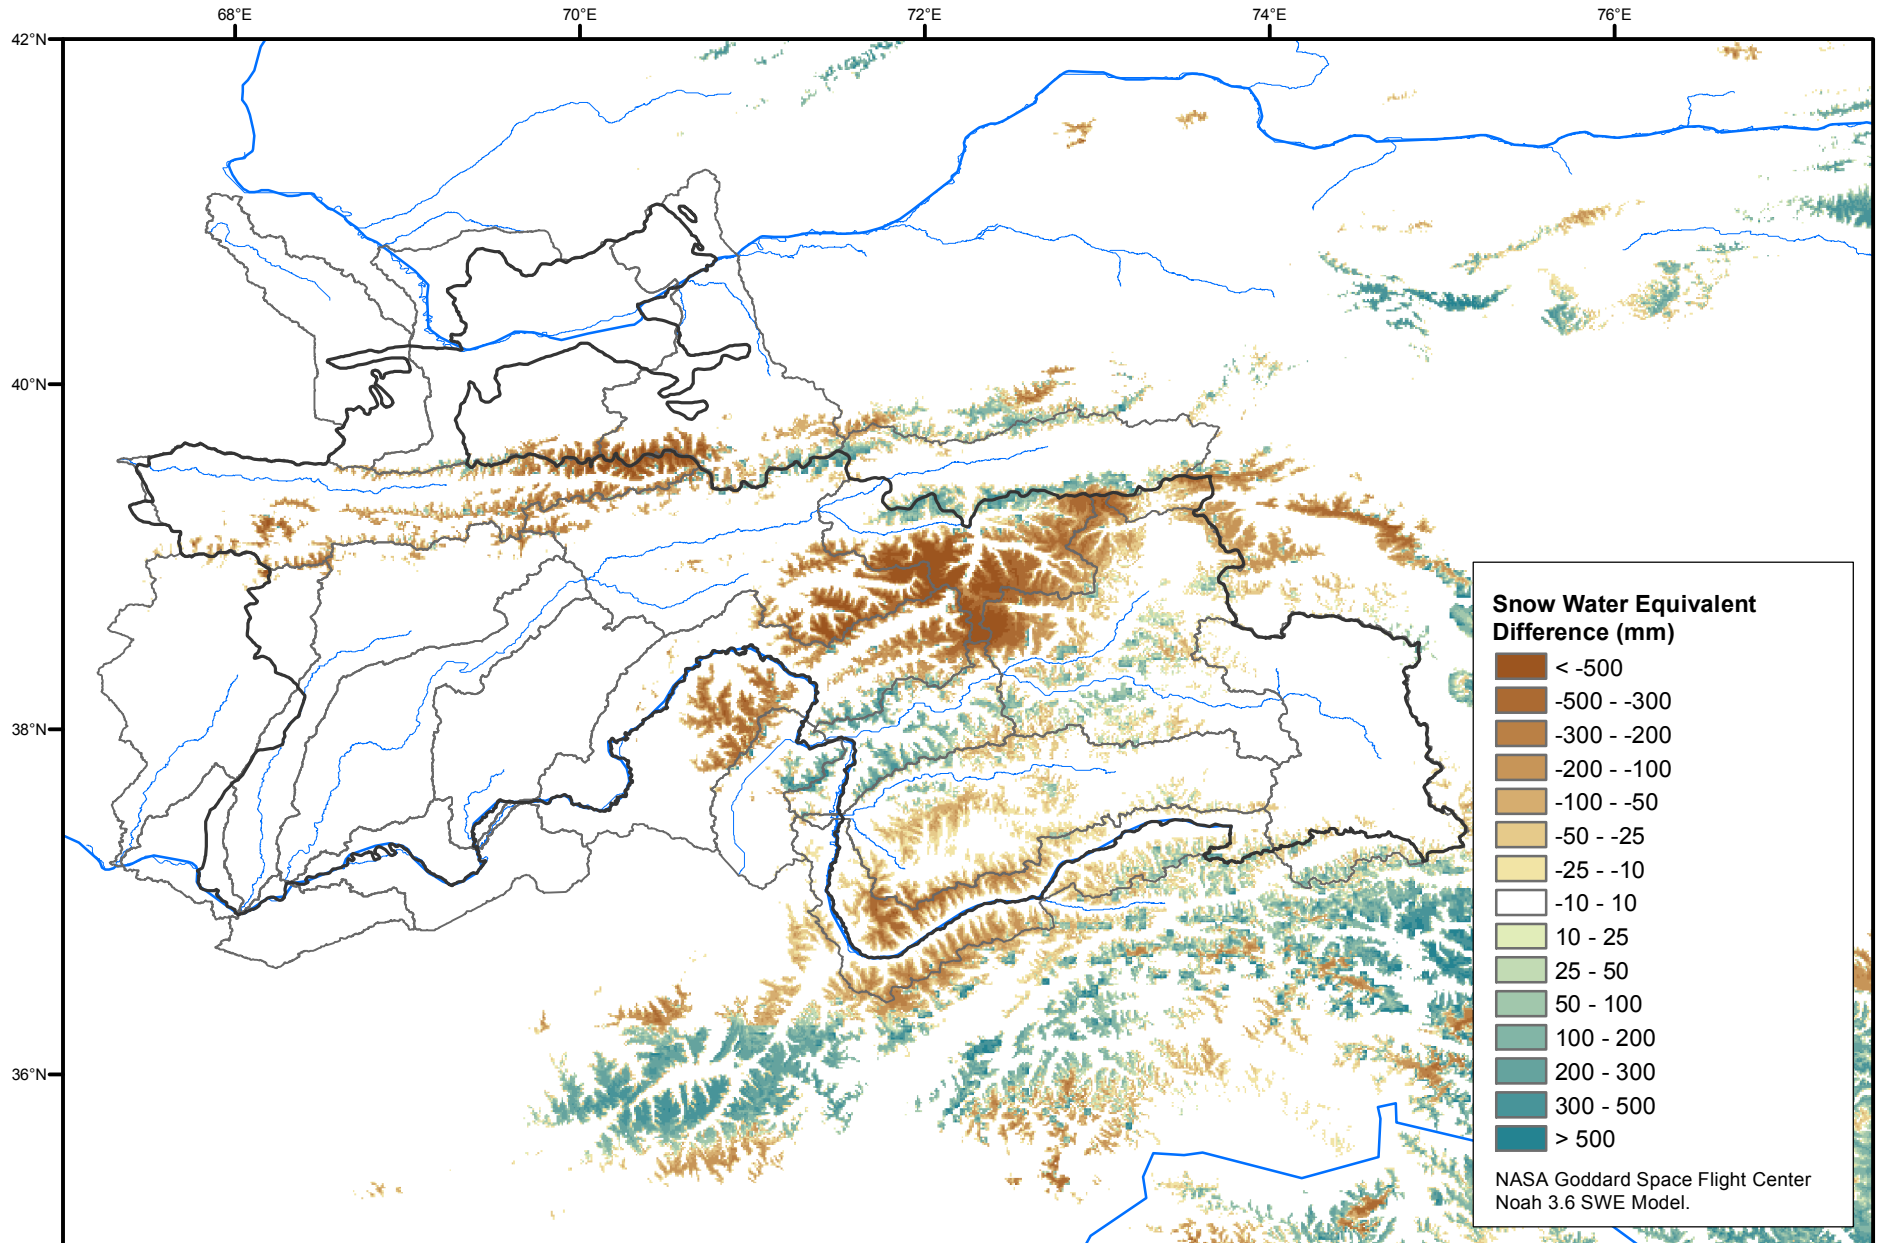 68°E
70°E
72°E
74°E
76°E
42°N
40°N
38°N
36°N
Snow Water Equivalent
Difference (mm)
< -500
-500 - -300
-300 - -200
-200 - -100
-100 - -50
-50 - -25
-25 - -10
-10 - 10
10 - 25
25 - 50
50 - 100
100 - 200
200 - 300
300 - 500
> 500
NASA Goddard Space Flight Center
Noah 3.6 SWE Model.